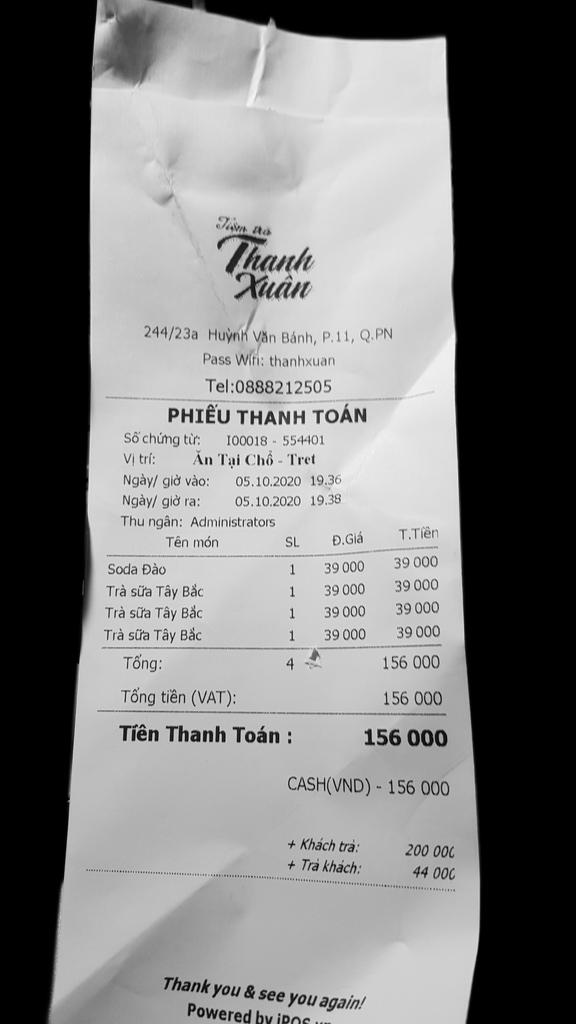 Tiệm trà
Thanh
Xuân
244/23a Huỳnh Văn Bánh, P.11, Q.PN
Pass Wifi: thanhxuan
Tel:0888212505
PHIẾU THANH TOÁN
Số chứng từ: I00018 - 554401
Vị trí: Ăn Tại Chỗ - Tret
Ngày/ giờ vào: 05.10.2020 19.36
Ngày/ giờ ra: 05.10.2020 19.38
Thu ngân: Administrators
Tên món SL Đ.Giá T.Tiền
Soda Đào 1 39 000 39 000
Trà sữa Tây Bắc 1 39 000 39 000
Trà sữa Tây Bắc 1 39 000 39 000
Trà sữa Tây Bắc 1 39 000 39 000
Tổng: 4 156 000
Tổng tiền (VAT): 156 000
Tiền Thanh Toán : 156 000
CASH(VND) - 156 000
+ Khách trả: 200 000
+ Trả khách: 44 000
Thank you & see you again!
Powered by iPOS